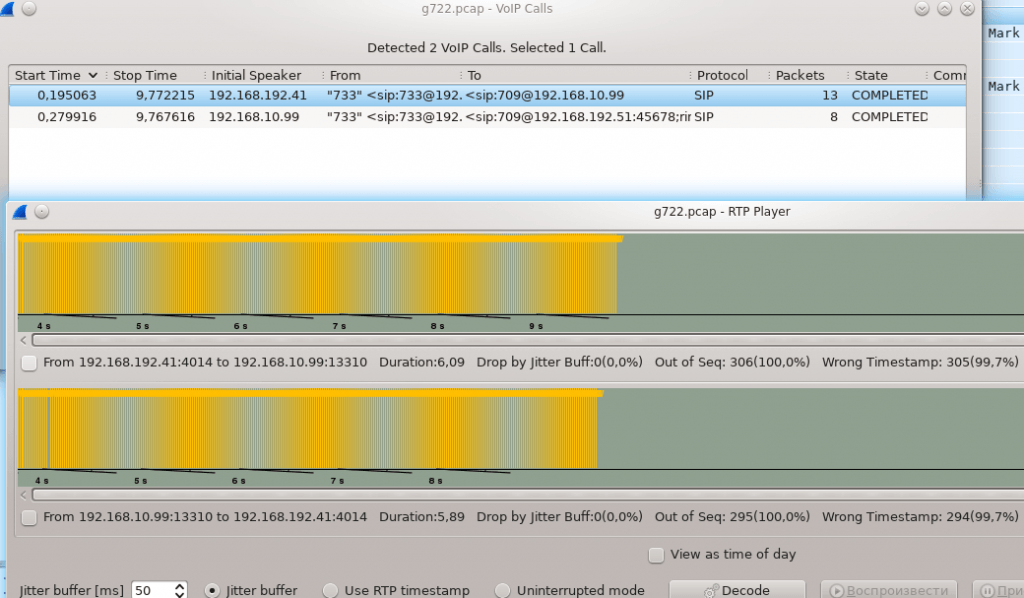 g722.pcap - VoIP Calls
Mark
Detected 2 VoIP Calls. Selected 1 Call.
Start Time Stop Time Initial Speaker From To Protocol Packets State Comm
Mark
0,195063 9,772215 192.168.192.41 "733" <sip:733@192. <sip:709@192.168.10.99 SIP 13 COMPLETED
0,279916 9,767616 192.168.10.99 "733" <sip:733@192. <sip:709@192.168.192.51:45678;rin SIP 8 COMPLETED
g722.pcap - RTP Player
4 s 5 s 6 s 7 s 8 s 9 s
From 192.168.192.41:4014 to 192.168.10.99:13310 Duration:6,09 Drop by Jitter Buff:0(0,0%) Out of Seq: 306(100,0%) Wrong Timestamp: 305(99,7%)
4 s 5 s 6 s 7 s 8 s
From 192.168.10.99:13310 to 192.168.192.41:4014 Duration:5,89 Drop by Jitter Buff:0(0,0%) Out of Seq: 295(100,0%) Wrong Timestamp: 294(99,7%)
View as time of day
Jitter buffer [ms] 50 Jitter buffer Use RTP timestamp Uninterrupted mode Decode Воспроизвести При